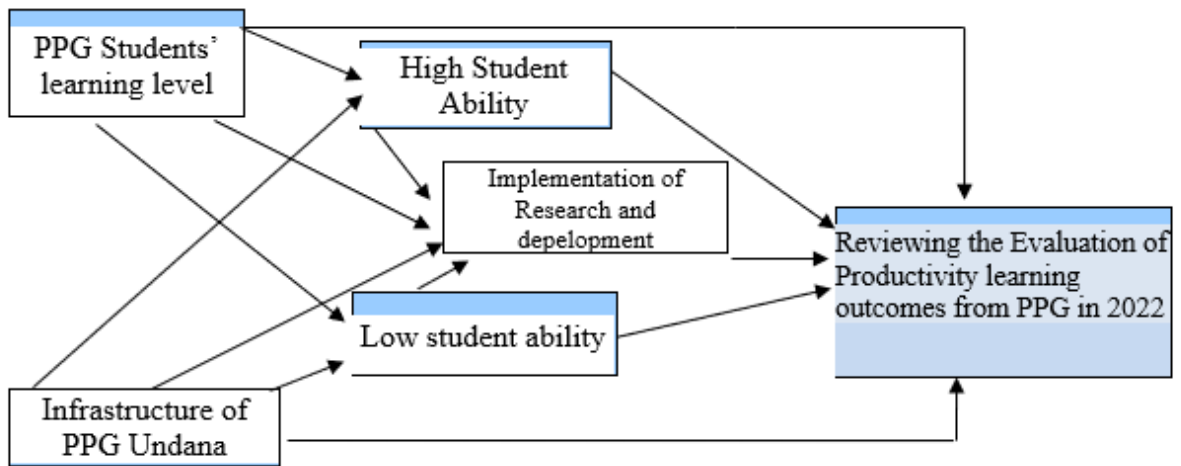 PPG Students’
learning level
High Student
Ability
Implementation of
Research and
depelopment
Reviewing the Evaluation of
Productivity learning
outcomes from PPG in 2022
Low student ability
Infrastructure of
PPG Undana